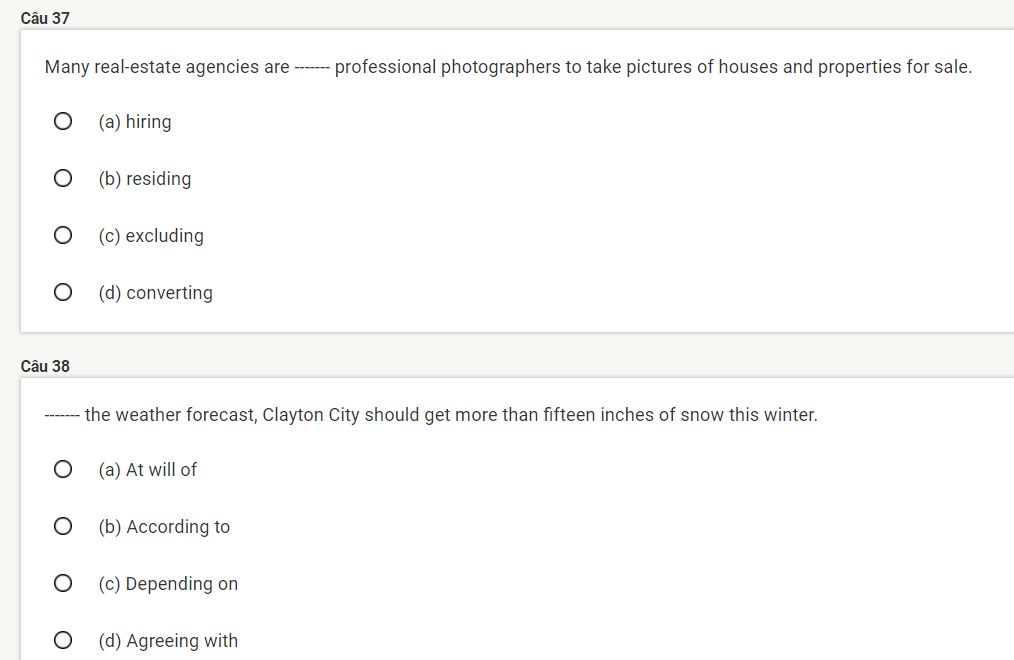 Câu 37
Many real-estate agencies are ------- professional photographers to take pictures of houses and properties for sale.
(a) hiring
(b) residing
(c) excluding
(d) converting
Câu 38
------- the weather forecast, Clayton City should get more than fifteen inches of snow this winter.
(a) At will of
(b) According to
(c) Depending on
(d) Agreeing with